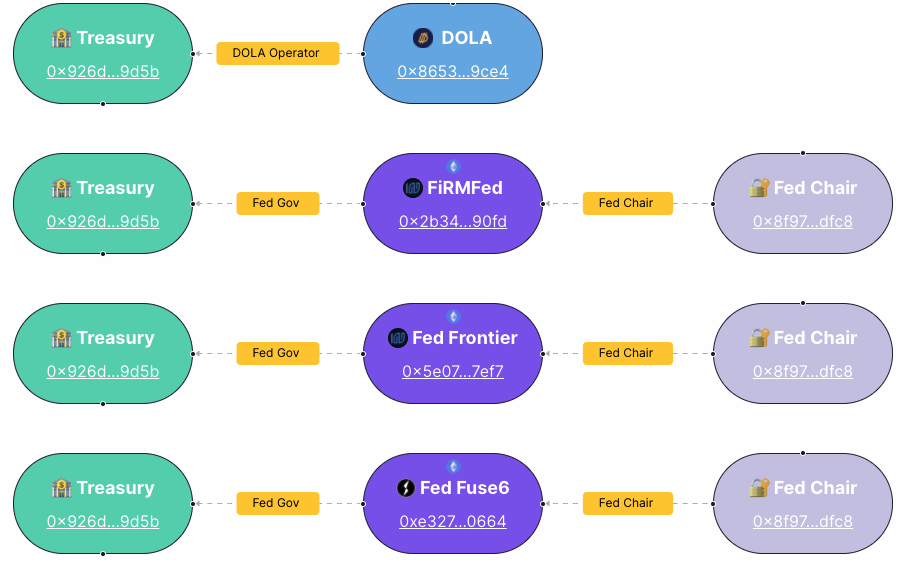 Treasury DOLA Operator DOLA
0×926d...9d5b 0×8653...9ce4
Treasury Fed Gov FiRMFed Fed Chair Fed Chair
0×926d...9d5b 0×2b34...90fd 0×8f97...dfc8
Treasury Fed Gov Fed Frontier Fed Chair Fed Chair
0×926d...9d5b 0×5e07...7ef7 0×8f97...dfc8
Treasury Fed Gov Fed Fuse6 Fed Chair Fed Chair
0×926d...9d5b 0xe327...0664 0×8f97...dfc8